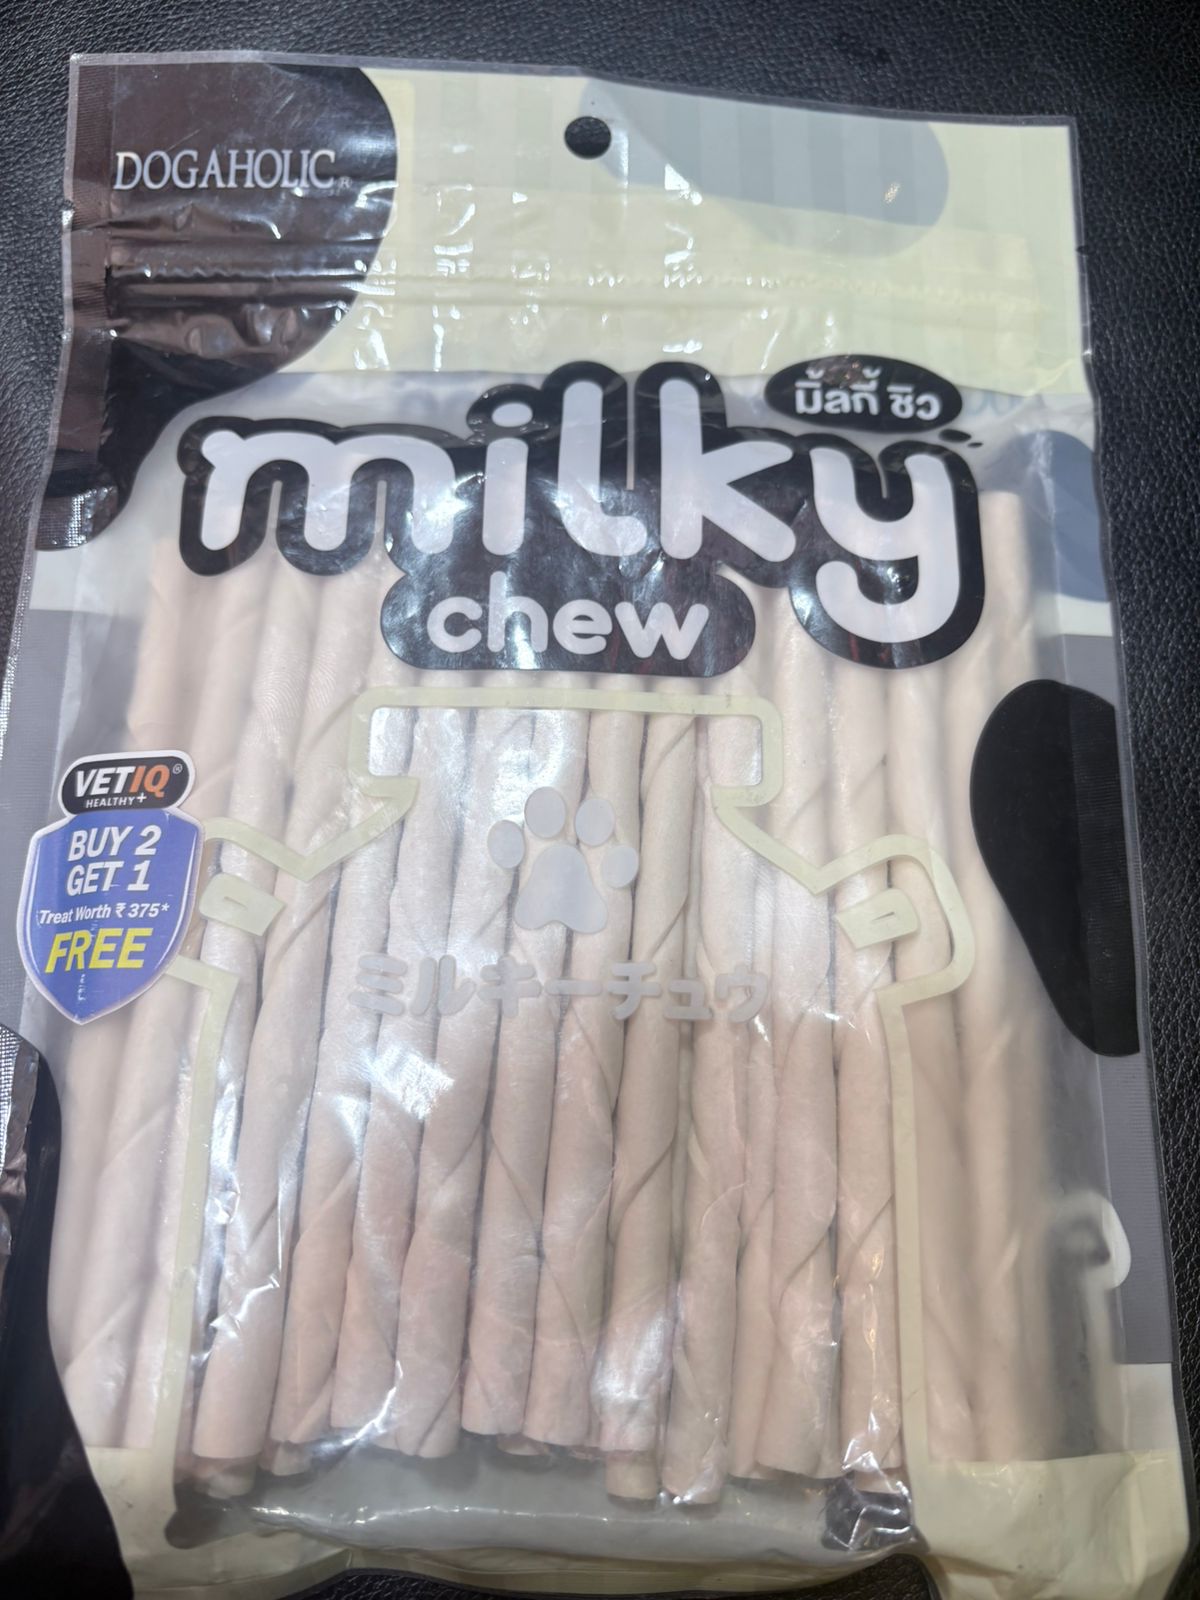 DOGAHOLIC®
มิ้ลกี้ ชิว
milky
chew
VETIQ®
HEALTHY+
BUY 2
GET 1
Treat Worth ₹ 375*
FREE
ミルキーチュウ